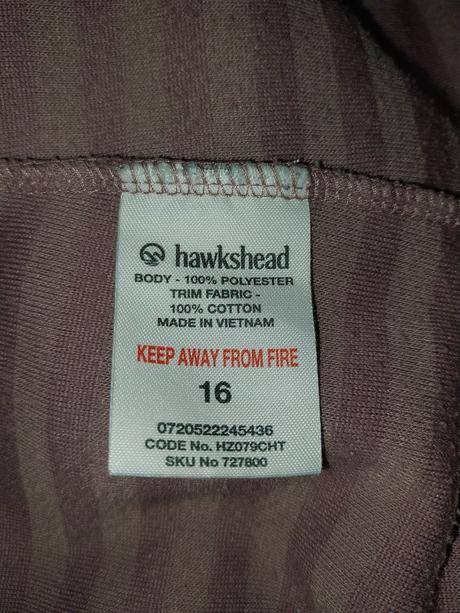 hawkshead
BODY - 100% POLYESTER
TRIM FABRIC -
100% COTTON
MADE IN VIETNAM
KEEP AWAY FROM FIRE
16
0720522245436
CODE No. HZ079CHT
SKU No 727800